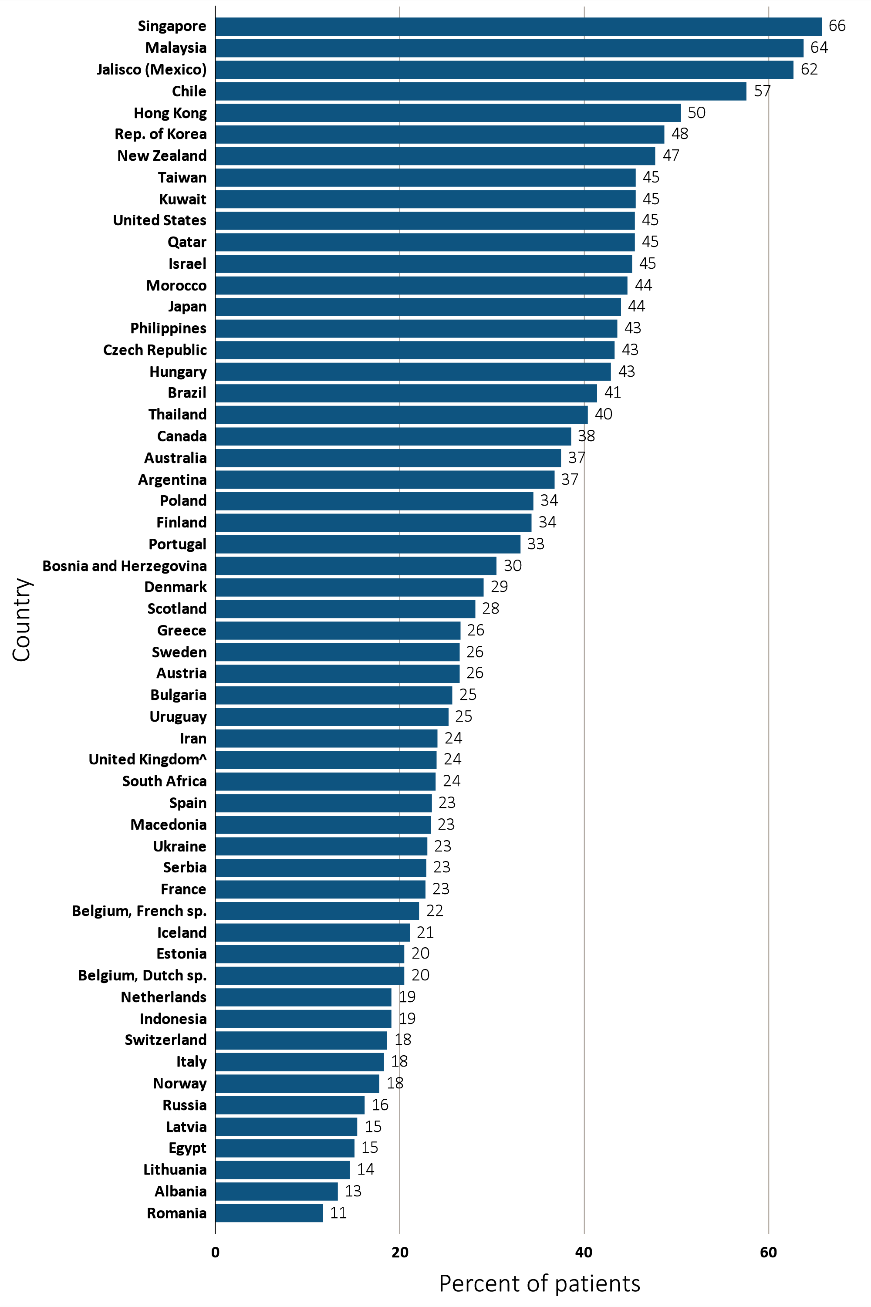 Singapore 66
Malaysia 64
Jalisco (Mexico) 62
Chile 57
Hong Kong 50
Rep. of Korea 48
New Zealand 47
Taiwan 45
Kuwait 45
United States 45
Qatar 45
Israel 45
Morocco 44
Japan 44
Philippines 43
Czech Republic 43
Hungary 43
Brazil 41
Thailand 40
Canada 38
Australia 37
Argentina 37
Poland 34
Finland 34
Portugal 33
Bosnia and Herzegovina 30
Denmark 29
Scotland 28
Greece 26
Sweden 26
Austria 26
Bulgaria 25
Uruguay 25
Iran 24
United Kingdom^ 24
South Africa 24
Spain 23
Macedonia 23
Ukraine 23
Serbia 23
France 23
Belgium, French sp. 22
Iceland 21
Estonia 20
Belgium, Dutch sp. 20
Netherlands 19
Indonesia 19
Switzerland 18
Italy 18
Norway 18
Russia 16
Latvia 15
Egypt 15
Lithuania 14
Albania 13
Romania 11
Country
0 20 40 60
Percent of patients